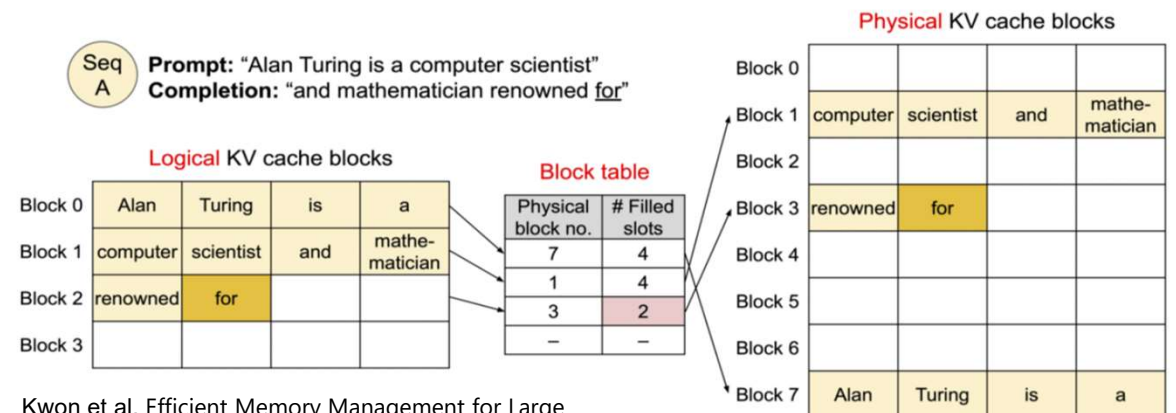 Physical KV cache blocks
Seq A
Prompt: “Alan Turing is a computer scientist”
Completion: “and mathematician renowned for”
Logical KV cache blocks
Block 0 Alan Turing is a
Block 1 computer scientist and mathe-
matician
Block 2 renowned for
Block 3
Block table
Physical block no. # Filled slots
7 4
1 4
3 2
– –
Block 0
Block 1 computer scientist and mathe-
matician
Block 2
Block 3 renowned for
Block 4
Block 5
Block 6
Block 7 Alan Turing is a
Kwon et al. Efficient Memory Management for Large